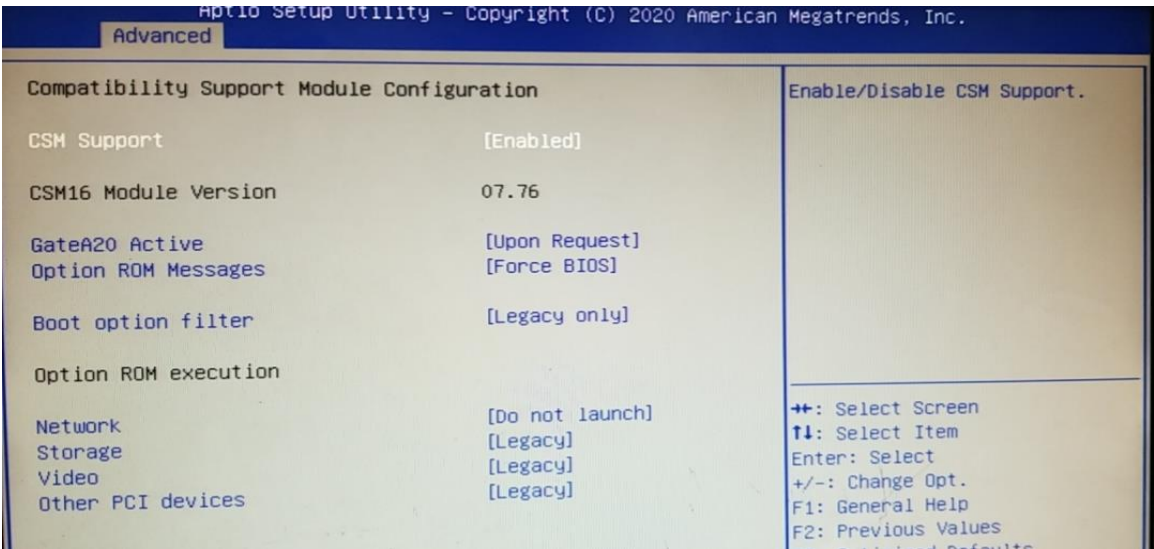 Aptio Setup Utility – Copyright (C) 2020 American Megatrends, Inc.
Advanced
Compatibility Support Module Configuration
CSM Support [Enabled]
CSM16 Module Version 07.76
GateA20 Active [Upon Request]
Option ROM Messages [Force BIOS]
Boot option filter [Legacy only]
Option ROM execution
Network [Do not launch]
Storage [Legacy]
Video [Legacy]
Other PCI devices [Legacy]
Enable/Disable CSM Support.
→←: Select Screen
↑↓: Select Item
Enter: Select
+/-: Change Opt.
F1: General Help
F2: Previous Values